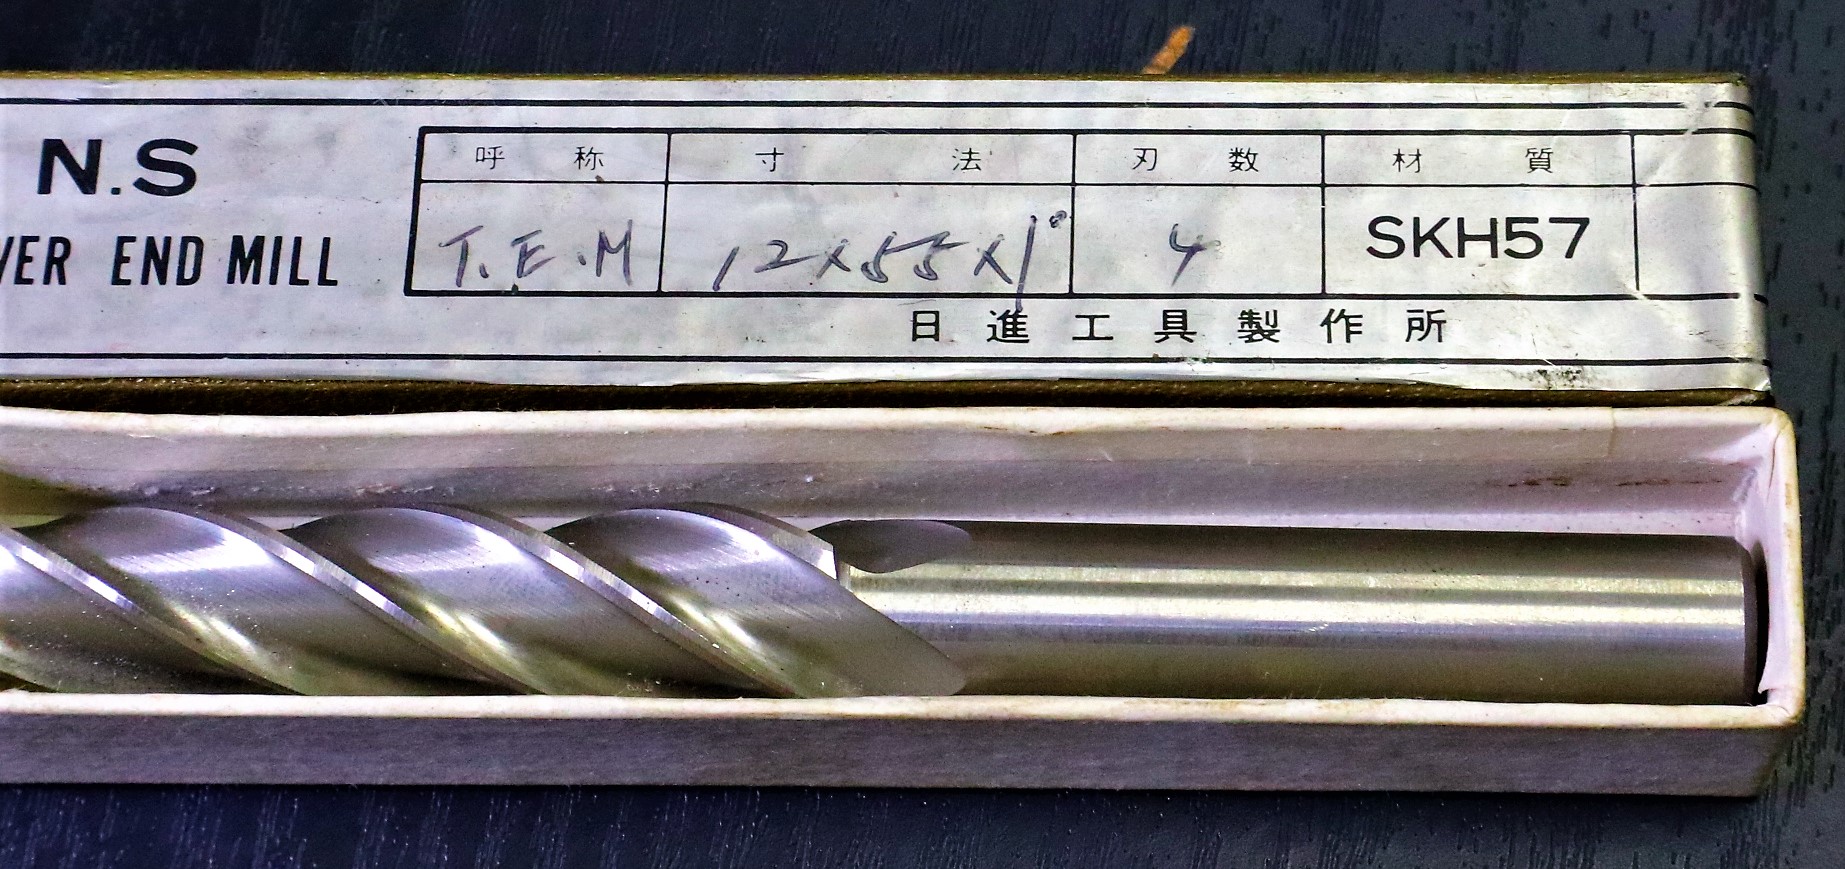 N.S
VER END MILL
呼称 寸法 刃数 材質
T.E.M 12×55×1° 4 SKH57
日進工具製作所